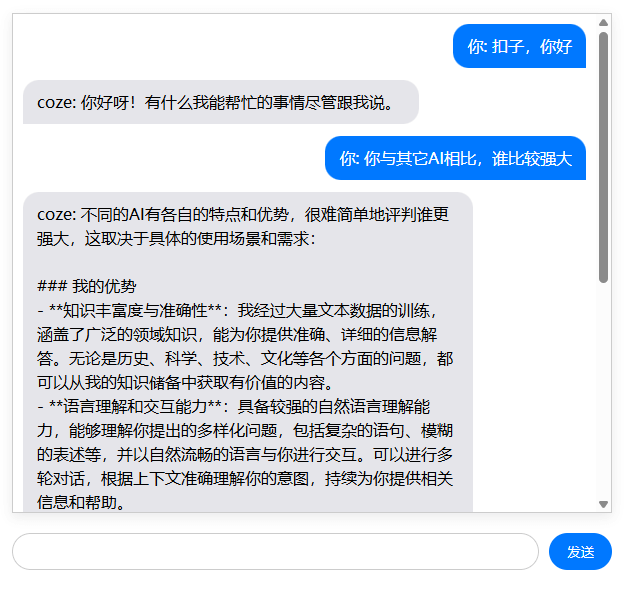 你: 扣子，你好
coze: 你好呀！有什么我能帮忙的事情尽管跟我说。
你: 你与其它AI相比，谁比较强大
coze: 不同的AI有各自的特点和优势，很难简单地评判谁更
强大，这取决于具体的使用场景和需求：
### 我的优势
- **知识丰富度与准确性**：我经过大量文本数据的训练，
涵盖了广泛的领域知识，能为你提供准确、详细的信息解
答。无论是历史、科学、技术、文化等各个方面的问题，都
可以从我的知识储备中获取有价值的内容。
- **语言理解和交互能力**：具备较强的自然语言理解能
力，能够理解你提出的多样化问题，包括复杂的语句、模糊
的表述等，并以自然流畅的语言与你进行交互。可以进行多
轮对话，根据上下文准确理解你的意图，持续为你提供相关
信息和帮助。
发送